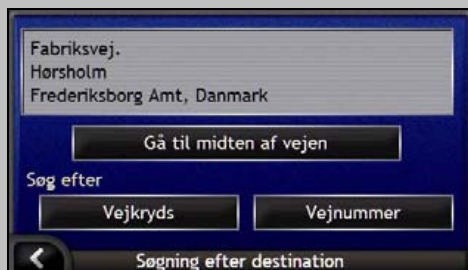 Fabriksvej.
Hørsholm
Frederiksborg Amt, Danmark
Gå til midten af vejen
Søg efter
Vejkryds
Vejnummer
Søgning efter destination